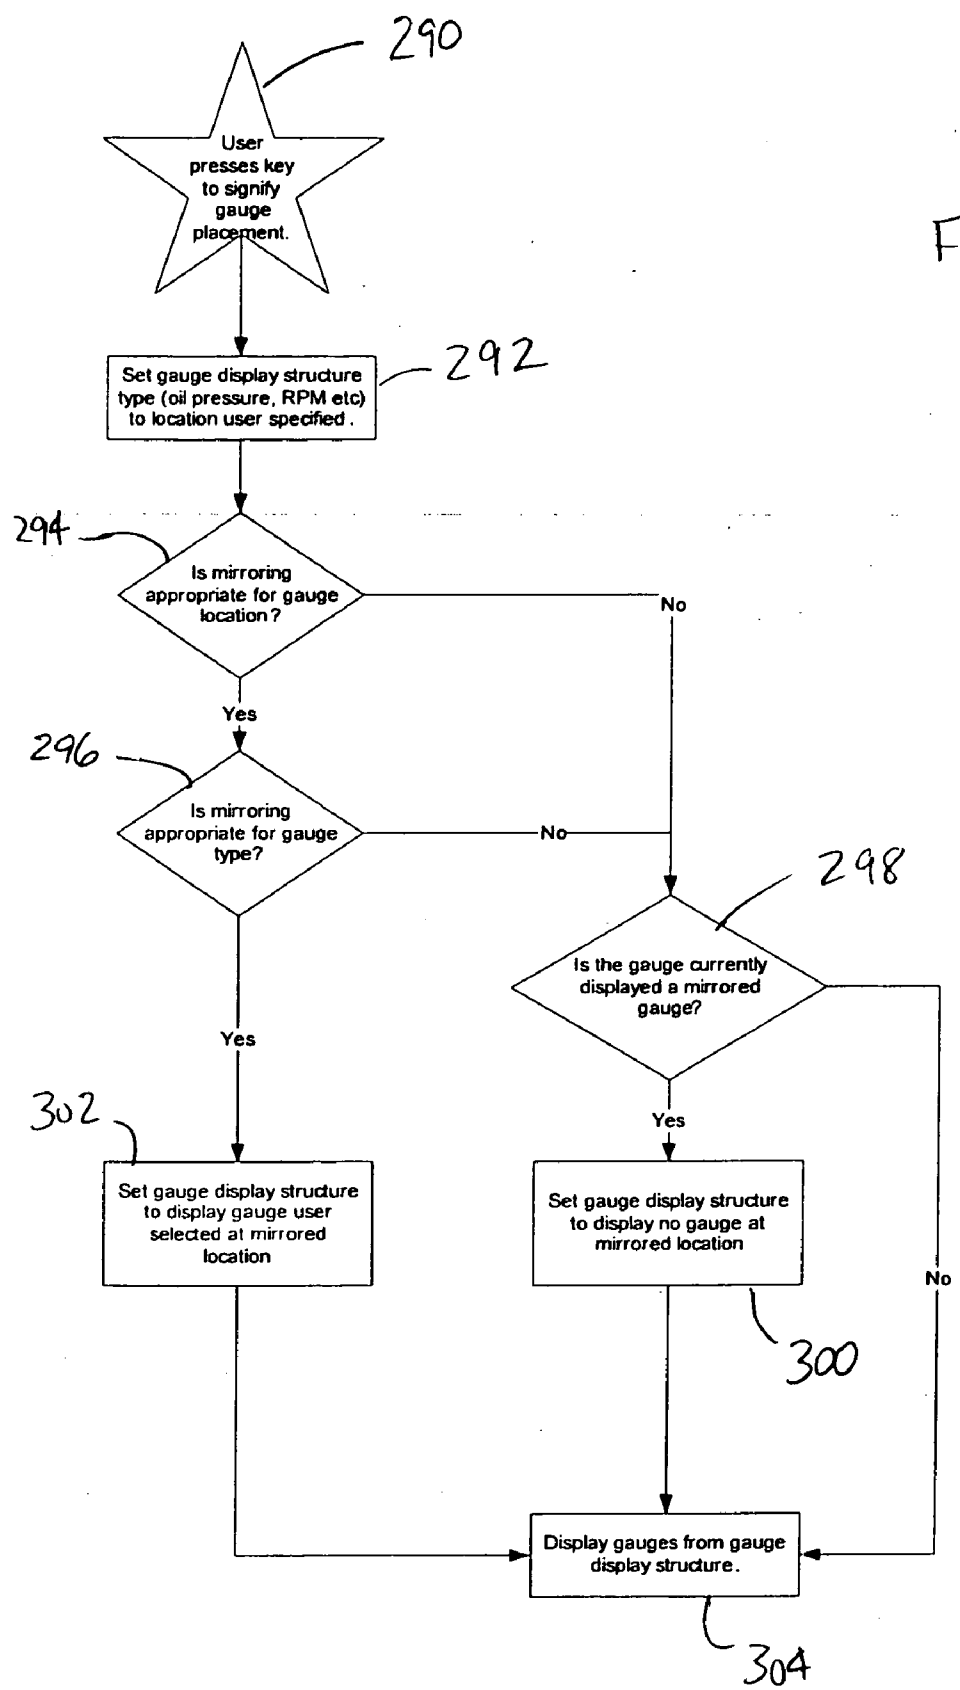 290
User
presses key
to signify
gauge
placement.
F
292
Set gauge display structure
type (oil pressure, RPM etc)
to location user specified.
294
Is mirroring
appropriate for gauge
location?
No
Yes
296
Is mirroring
appropriate for gauge
type?
No
298
Is the gauge currently
displayed a mirrored
gauge?
Yes
Yes
302
Set gauge display structure
to display gauge user
selected at mirrored
location
Set gauge display structure
to display no gauge at
mirrored location
No
300
Display gauges from gauge
display structure.
304